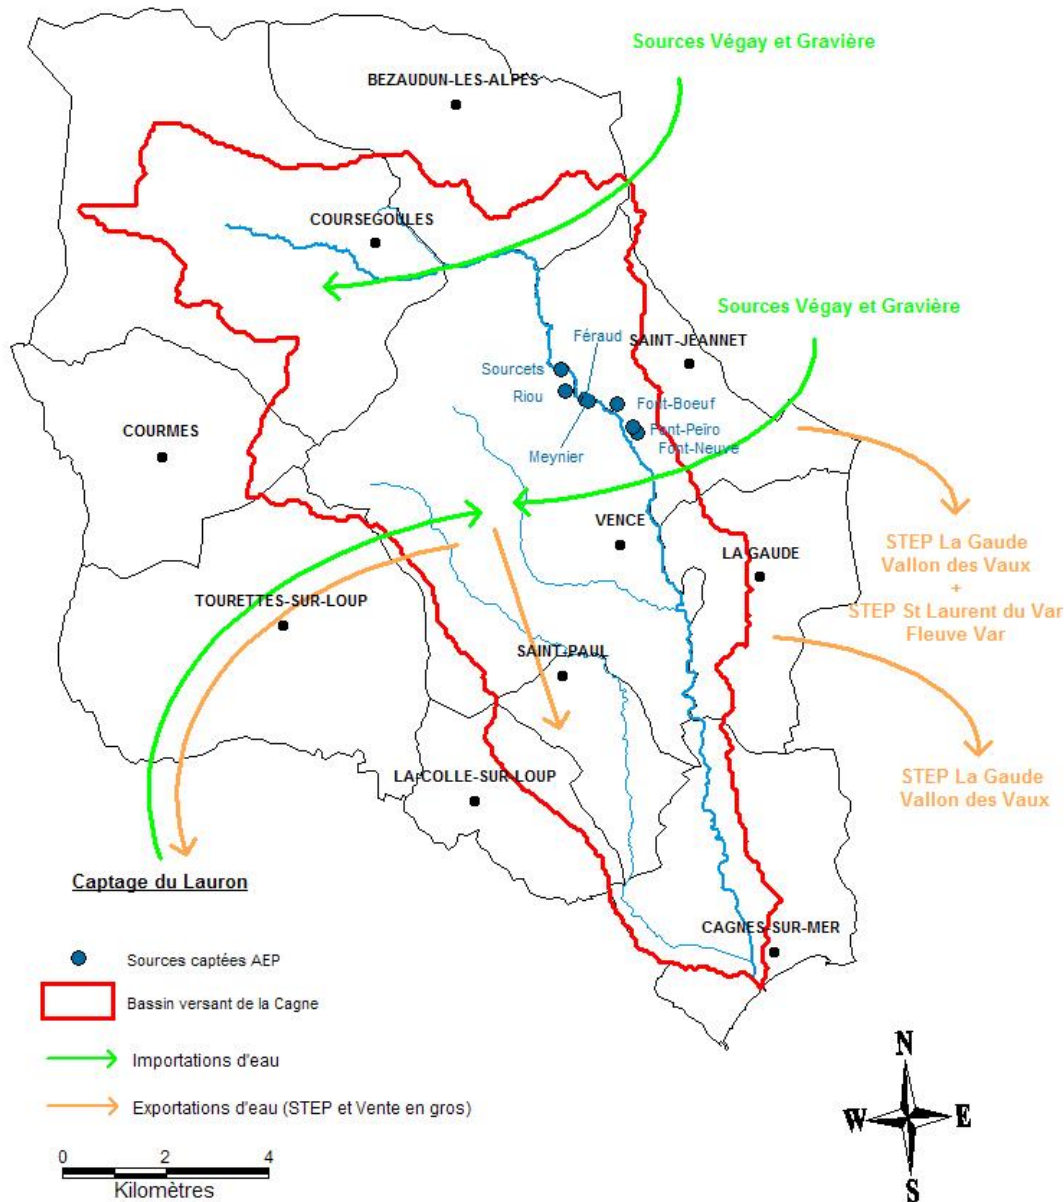 Sources Végay et Gravière
BEZAUDUN-LES-ALPES
COURSEGOULES
Sources Végay et Gravière
Féraud
SAINT-JEANNET
Sourcets
Riou
Font-Boeuf
COURMES
Font-Peïro
Font-Neuve
Meynier
VENCE
LA GAUDE
STEP La Gaude
Vallon des Vaux
+
STEP St Laurent du Var
Fleuve Var
TOURETTES-SUR-LOUP
SAINT-PAUL
LA-COLLE-SUR-LOUP
STEP La Gaude
Vallon des Vaux
Captage du Lauron
CAGNES-SUR-MER
Sources captées AEP
Bassin versant de la Cagne
Importations d'eau
Exportations d'eau (STEP et Vente en gros)
0 2 4
Kilomètres
N
W E
S